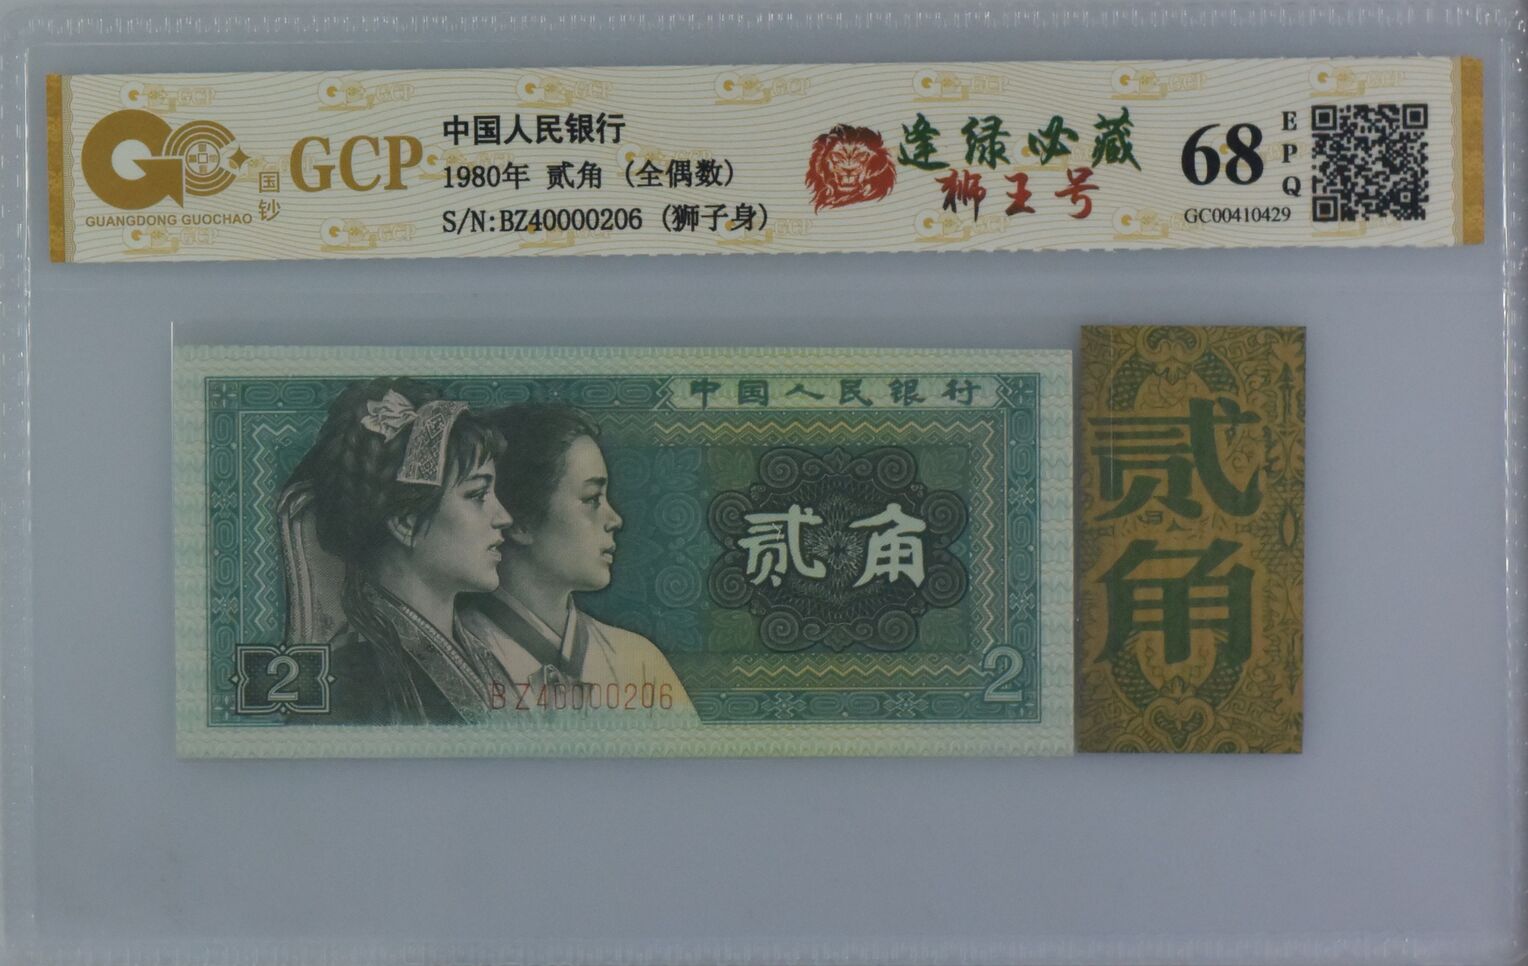 GCP
国钞
GUANGDONG GUOCHAO
中国人民银行
1980年 贰角 (全偶数)
S/N:BZ40000206 (狮子身)
逢绿必藏
狮王号
68
EPQ
GC00410429
中国人民银行
贰角
2
BZ40000206
2
贰角